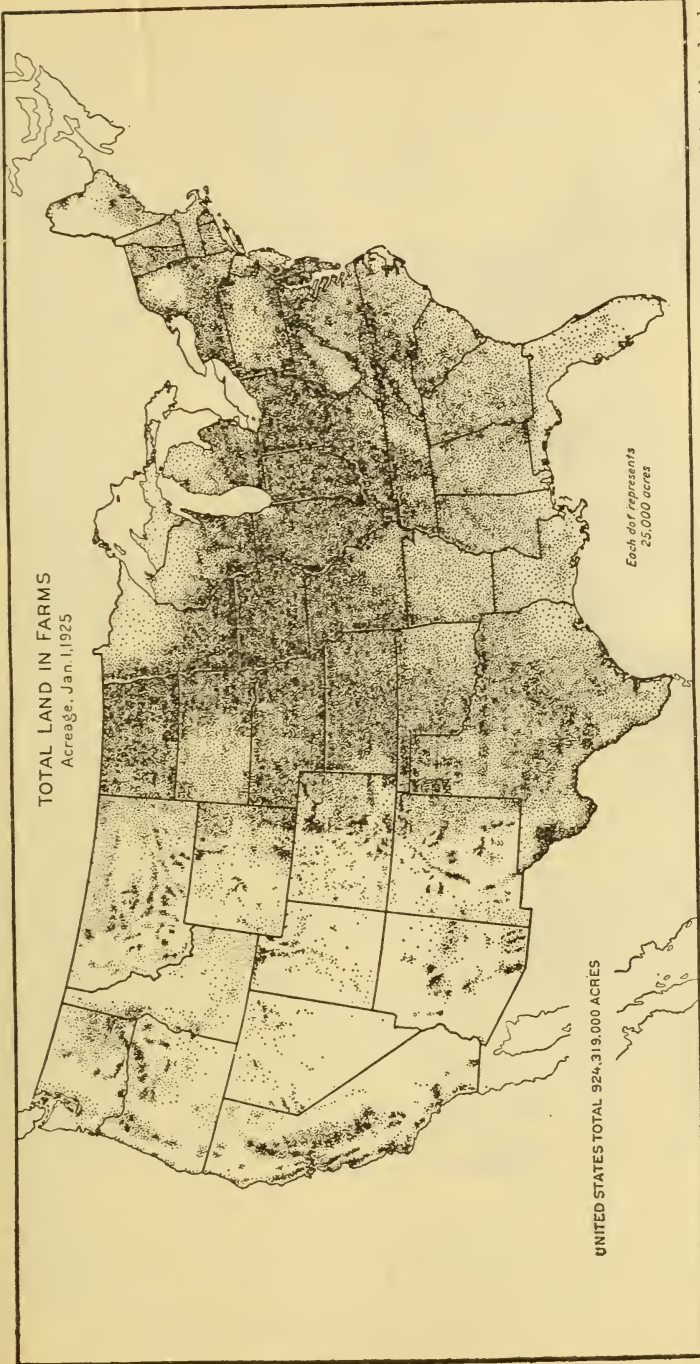 TOTAL LAND IN FARMS
Acreage, Jan.1,1925
Each dot represents
25,000 acres
UNITED STATES TOTAL 924,319.000 ACRES